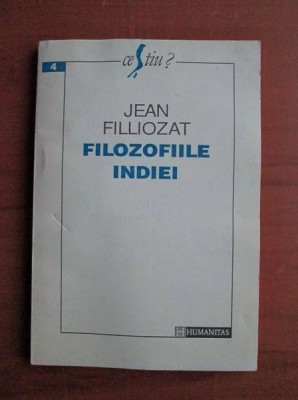 4
ce Știu?
JEAN
FILLIOZAT
FILOZOFIILE
INDIEI
HUMANITAS